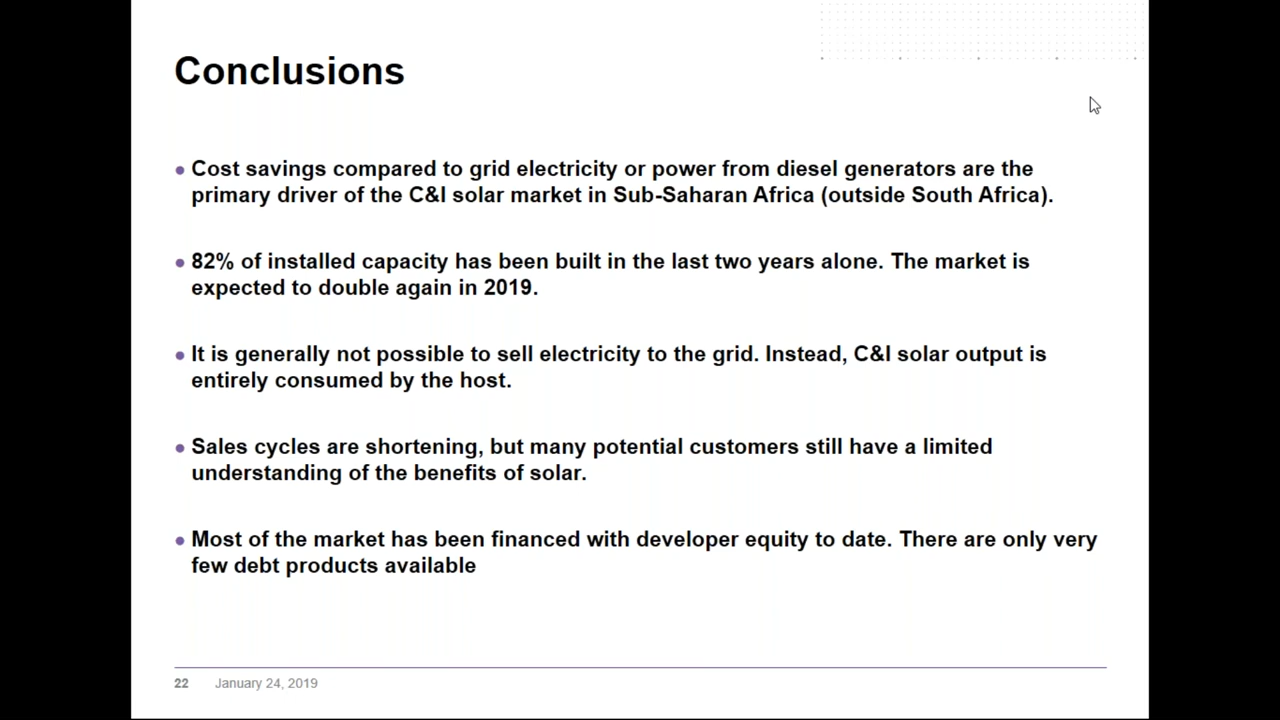 Conclusions
• Cost savings compared to grid electricity or power from diesel generators are the
primary driver of the C&I solar market in Sub-Saharan Africa (outside South Africa).
• 82% of installed capacity has been built in the last two years alone. The market is
expected to double again in 2019.
• It is generally not possible to sell electricity to the grid. Instead, C&I solar output is
entirely consumed by the host.
• Sales cycles are shortening, but many potential customers still have a limited
understanding of the benefits of solar.
• Most of the market has been financed with developer equity to date. There are only very
few debt products available
22 January 24, 2019